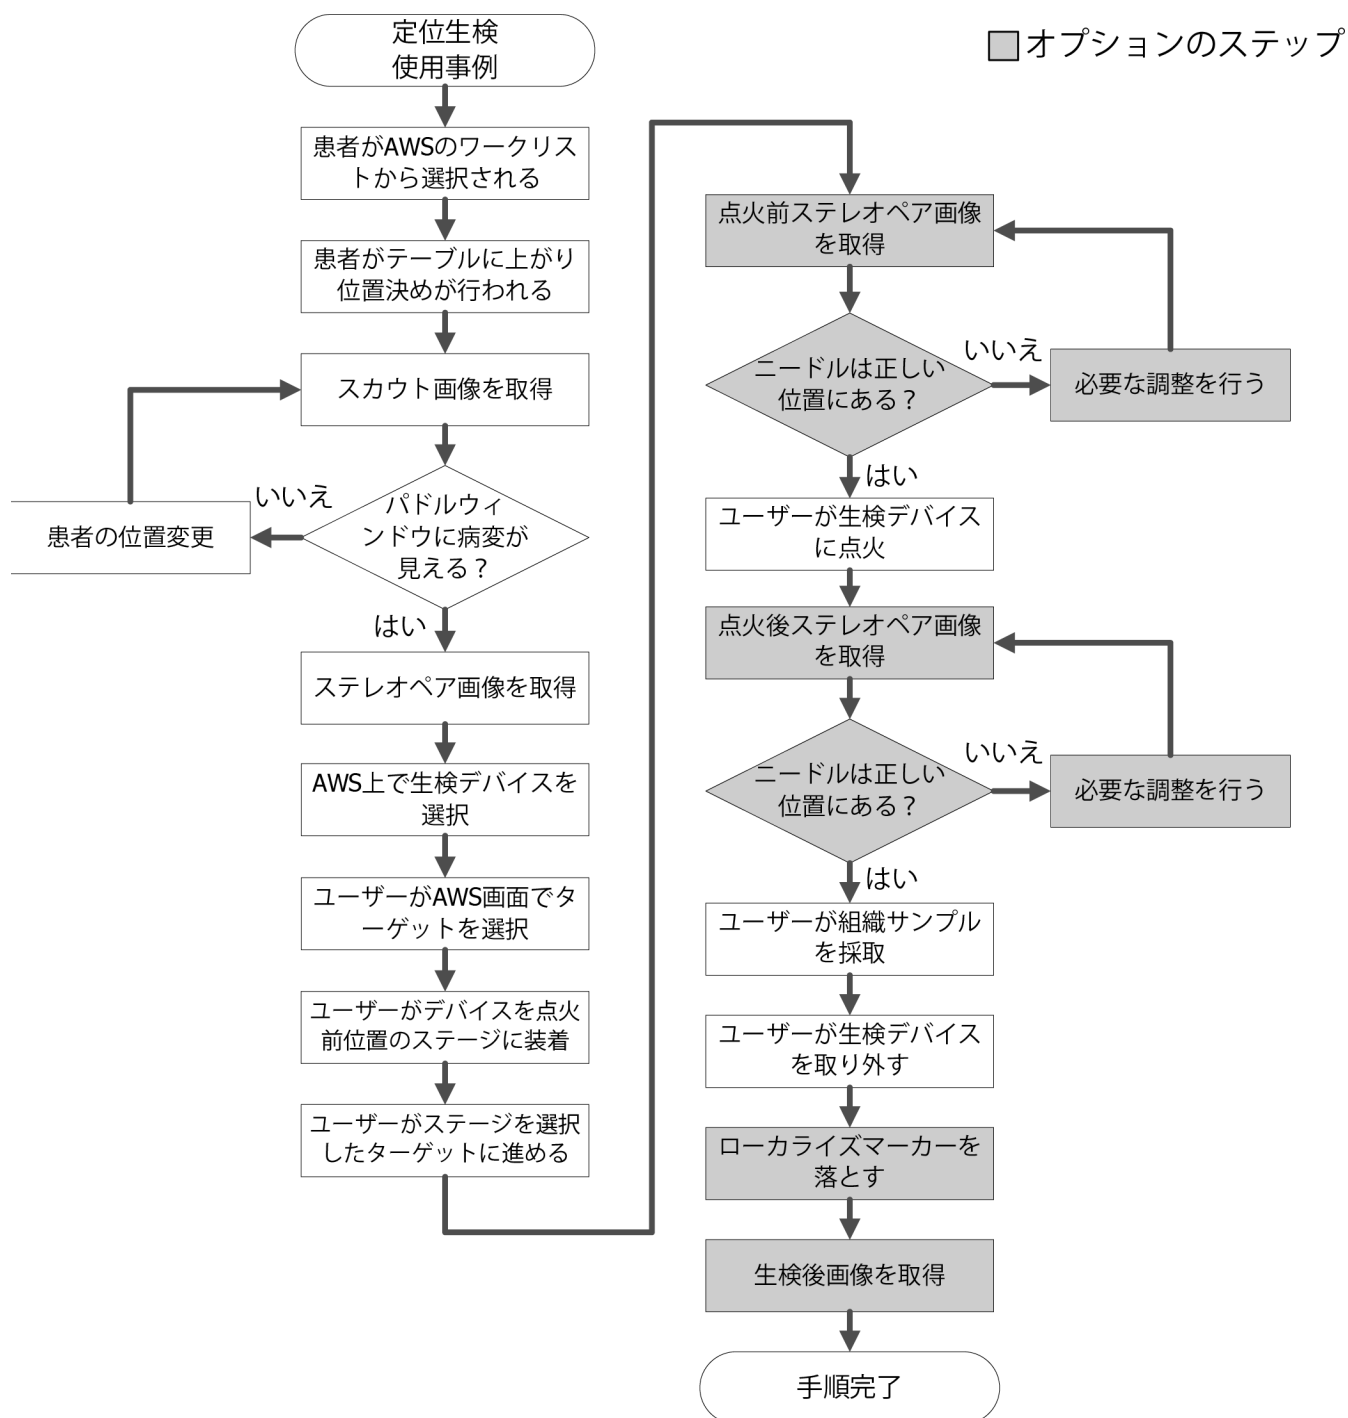 定位生検
使用事例
オプションのステップ
患者がAWSのワークリス
トから選択される
患者がテーブルに上がり
位置決めが行われる
スカウト画像を取得
パドルウィ
ンドウに病変が
見える？
いいえ
患者の位置変更
はい
ステレオペア画像を取得
AWS上で生検デバイスを
選択
ユーザーがAWS画面でタ
ーゲットを選択
ユーザーがデバイスを点火
前位置のステージに装着
ユーザーがステージを選択
したターゲットに進める
点火前ステレオペア画像
を取得
ニードルは正しい
位置にある？
いいえ
必要な調整を行う
はい
ユーザーが生検デバイス
に点火
点火後ステレオペア画像
を取得
ニードルは正しい
位置にある？
いいえ
必要な調整を行う
はい
ユーザーが組織サンプル
を採取
ユーザーが生検デバイス
を取り外す
ローカライズマーカーを
落とす
生検後画像を取得
手順完了